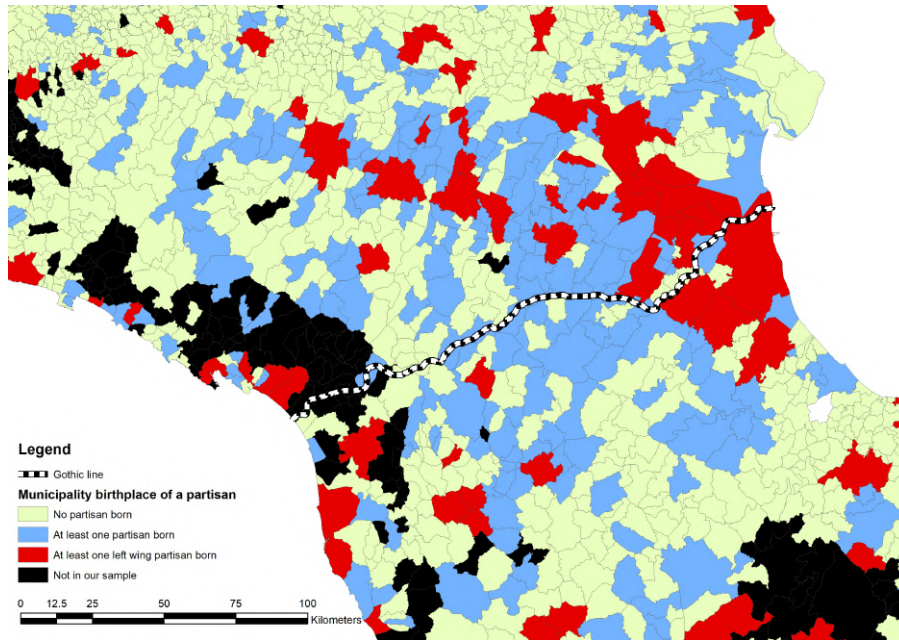 Legend
Gothic line
Municipality birthplace of a partisan
No partisan born
At least one partisan born
At least one left wing partisan born
Not in our sample
0 12.5 25 50 75 100
Kilometers